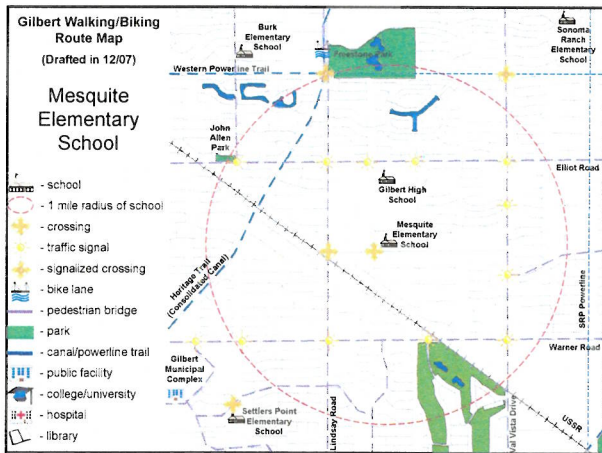 Gilbert Walking/Biking
Route Map
(Drafted in 12/07)
Mesquite
Elementary
School
- school
- 1 mile radius of school
- crossing
- traffic signal
- signalized crossing
- bike lane
- pedestrian bridge
- park
- canal/powerline trail
- public facility
- college/university
- hospital
- library
Burk
Elementary
School
Freestone Park
Sonoma
Ranch
Elementary
School
Western Powerline Trail
John
Allen
Park
Elliot Road
Gilbert High
School
Mesquite
Elementary
School
Heritage Trail
(Consolidated Canal)
SRP Powerline
Warner Road
Gilbert
Municipal
Complex
Settlers Point
Elementary
School
Lindsay Road
Val Vista Drive
USSR